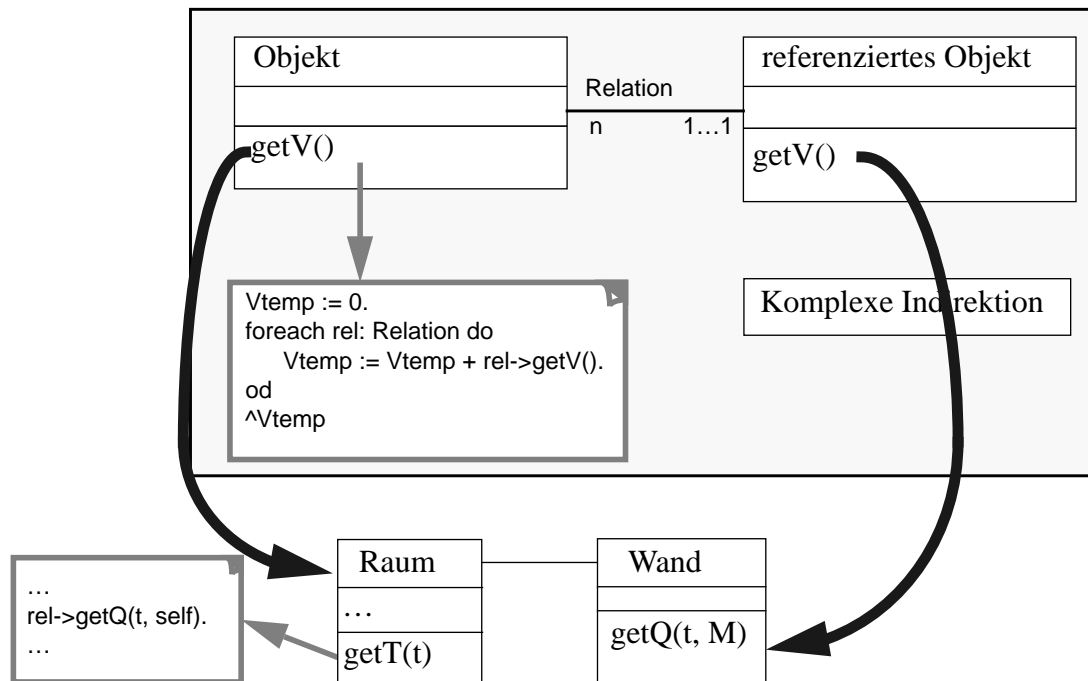 Objekt
referenziertes Objekt
Relation
n
1…1
getV()
getV()
Vtemp := 0.
foreach rel: Relation do
Vtemp := Vtemp + rel->getV().
od
^Vtemp
Komplexe Indirektion
Raum
Wand
…
getT(t)
getQ(t, M)
…
rel->getQ(t, self).
…